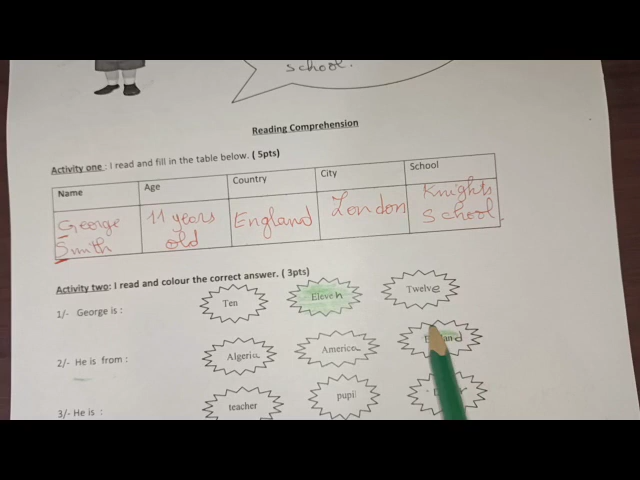 school.
Reading Comprehension
Activity one : I read and fill in the table below. ( 5pts)
Name Age Country City School
George Smith 11 years old England London Knights School.
Activity two: I read and colour the correct answer. ( 3pts)
1/- George is : Ten Eleven Twelve
2/- He is from : Algeria America
3/- He is : teacher pupil